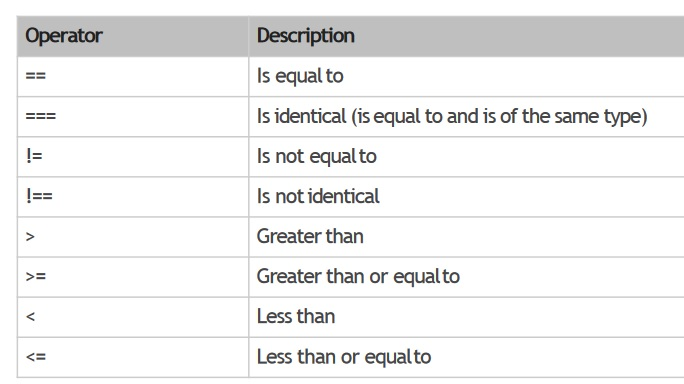 Operator Description
== Is equal to
=== Is identical (is equal to and is of the same type)
!= Is not equal to
!== Is not identical
> Greater than
>= Greater than or equal to
< Less than
<= Less than or equal to